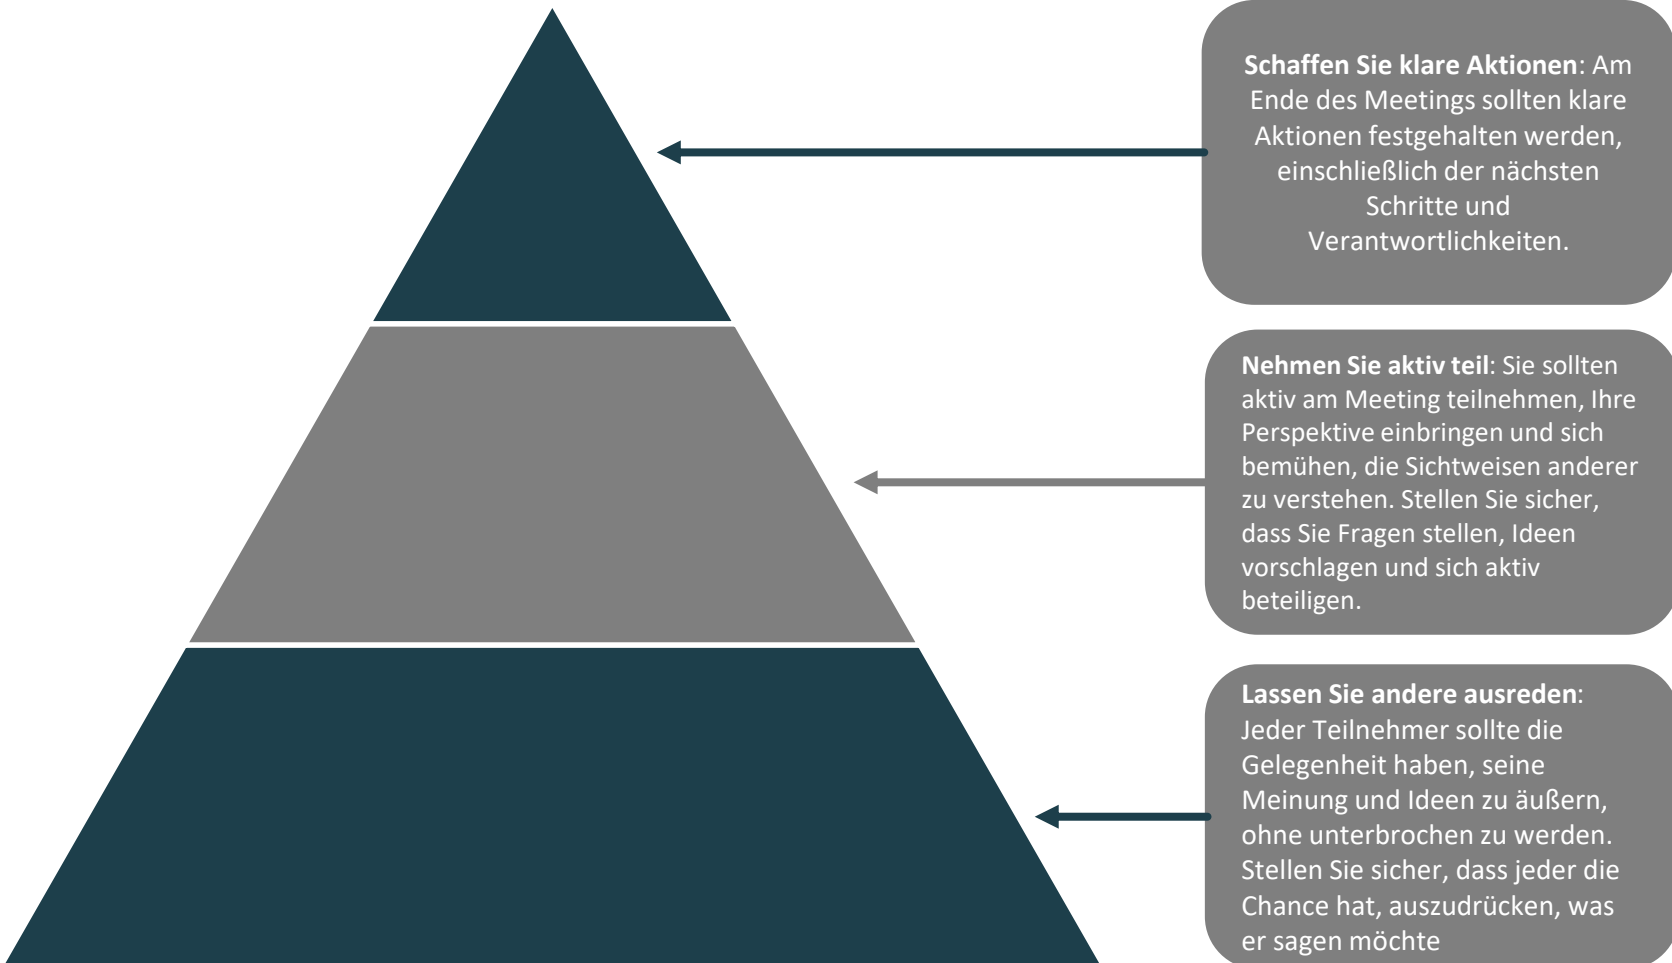 Schaffen Sie klare Aktionen: Am
Ende des Meetings sollten klare
Aktionen festgehalten werden,
einschließlich der nächsten
Schritte und
Verantwortlichkeiten.
Nehmen Sie aktiv teil: Sie sollten
aktiv am Meeting teilnehmen, Ihre
Perspektive einbringen und sich
bemühen, die Sichtweisen anderer
zu verstehen. Stellen Sie sicher,
dass Sie Fragen stellen, Ideen
vorschlagen und sich aktiv
beteiligen.
Lassen Sie andere ausreden:
Jeder Teilnehmer sollte die
Gelegenheit haben, seine
Meinung und Ideen zu äußern,
ohne unterbrochen zu werden.
Stellen Sie sicher, dass jeder die
Chance hat, auszudrücken, was
er sagen möchte